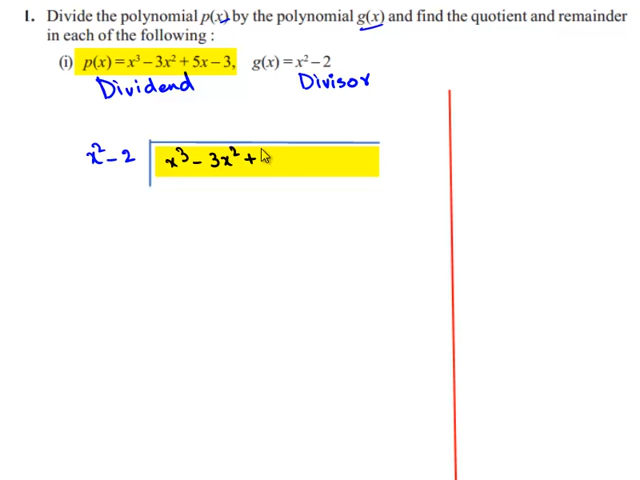 1. Divide the polynomial p(x) by the polynomial g(x) and find the quotient and remainder
in each of the following :
(i) p(x) = x³ – 3x² + 5x – 3, g(x) = x² – 2
Dividend Divisor
x² – 2 x³ – 3x² +